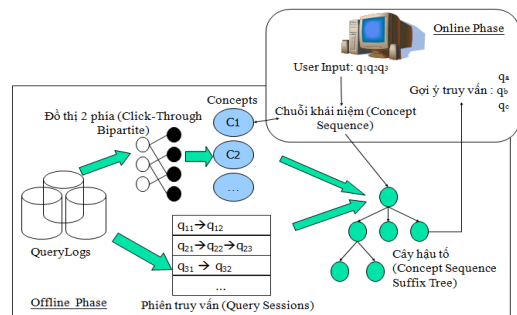 Online Phase
User Input: q₁q₂q₃
qₐ
Gợi ý truy vấn : q_b
q_c
Đồ thị 2 phía (Click-Through
Bipartite)
Concepts
C1
C2
...
Chuỗi khái niệm (Concept
Sequence)
QueryLogs
q₁₁→q₁₂
q₂₁→q₂₂→q₂₃
q₃₁ → q₃₂
...
Cây hậu tố
(Concept Sequence
Suffix Tree)
Offline Phase
Phiên truy vấn (Query Sessions)